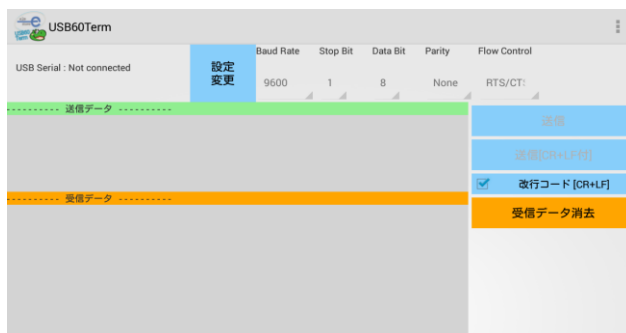 USB60Term
Baud Rate Stop Bit Data Bit Parity Flow Control
USB Serial : Not connected
設定
変更
9600 1 8 None RTS/CT:
---------- 送信データ ----------
送信
送信[CR+LF付]
改行コード [CR+LF]
---------- 受信データ ----------
受信データ消去